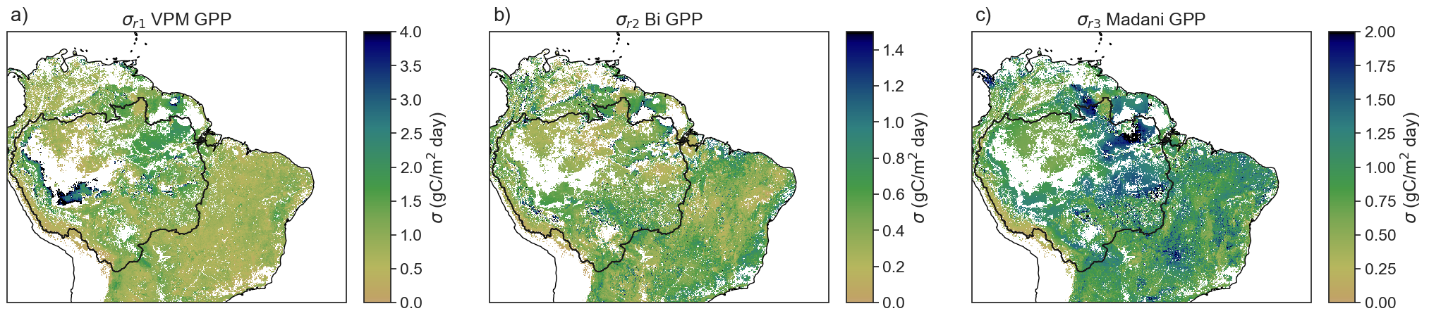 a)
σr1 VPM GPP
4.0
3.5
3.0
2.5
2.0
1.5
1.0
0.5
0.0
σ (gC/m² day)
b)
σr2 Bi GPP
1.4
1.2
1.0
0.8
0.6
0.4
0.2
0.0
σ (gC/m² day)
c)
σr3 Madani GPP
2.00
1.75
1.50
1.25
1.00
0.75
0.50
0.25
0.00
σ (gC/m² day)